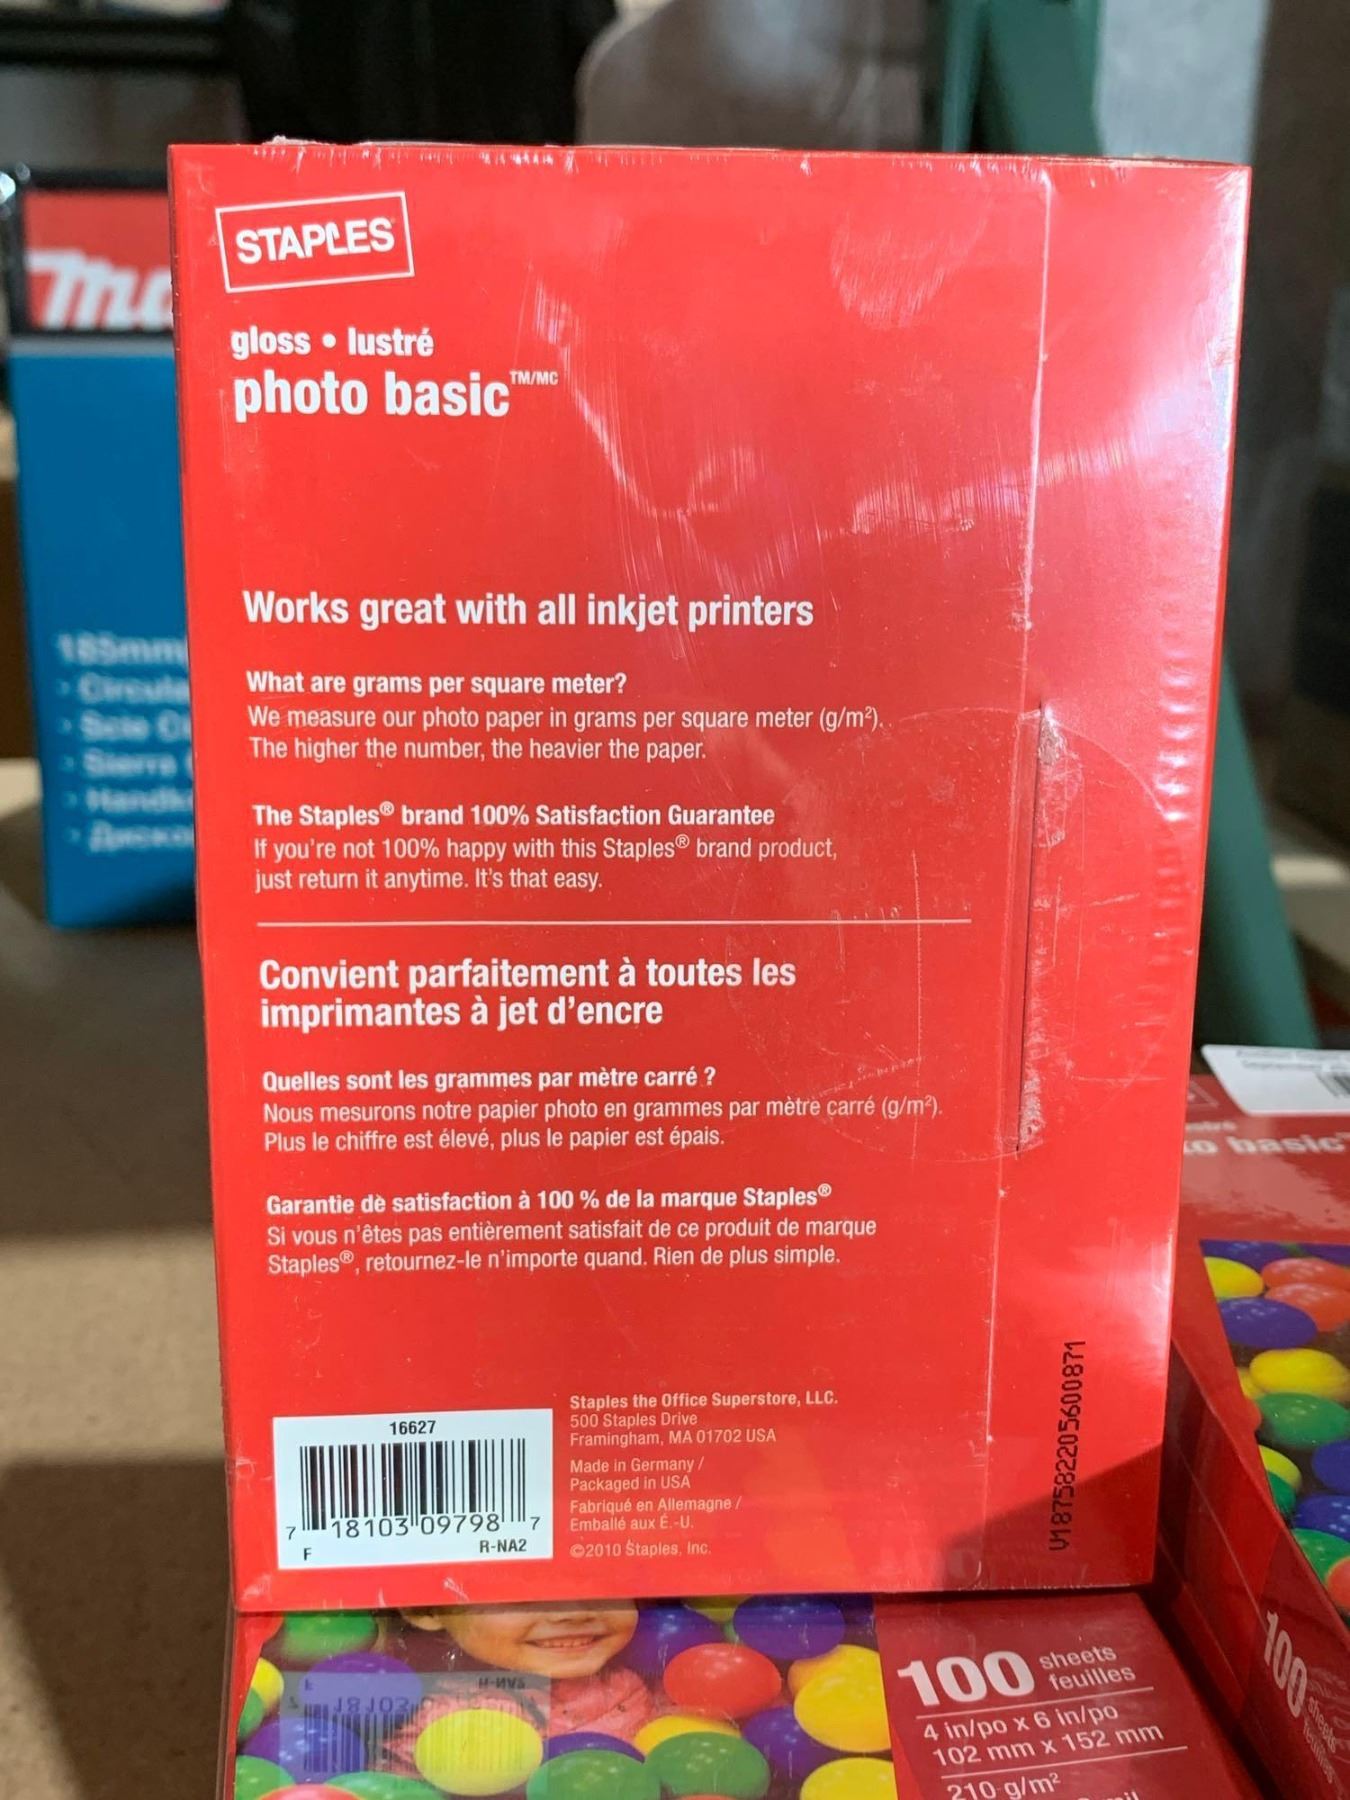 STAPLES
gloss • lustré
photo basic™/MC
Works great with all inkjet printers
What are grams per square meter?
We measure our photo paper in grams per square meter (g/m²).
The higher the number, the heavier the paper.
The Staples® brand 100% Satisfaction Guarantee
If you're not 100% happy with this Staples® brand product,
just return it anytime. It's that easy.
Convient parfaitement à toutes les
imprimantes à jet d'encre
Quelles sont les grammes par mètre carré ?
Nous mesurons notre papier photo en grammes par mètre carré (g/m²).
Plus le chiffre est élevé, plus le papier est épais.
Garantie de satisfaction à 100 % de la marque Staples®
Si vous n'êtes pas entièrement satisfait de ce produit de marque
Staples®, retournez-le n'importe quand. Rien de plus simple.
Staples the Office Superstore, LLC.
500 Staples Drive
Framingham, MA 01702 USA
Made in Germany /
Packaged in USA
Fabriqué en Allemagne /
Emballé aux É.-U.
©2010 Staples, Inc.
16627
7 18103 09798 7
F R-NA2
V187582205600871
100 sheets
feuilles
4 in/po x 6 in/po
102 mm x 152 mm
210 g/m²
185mm
basic
100